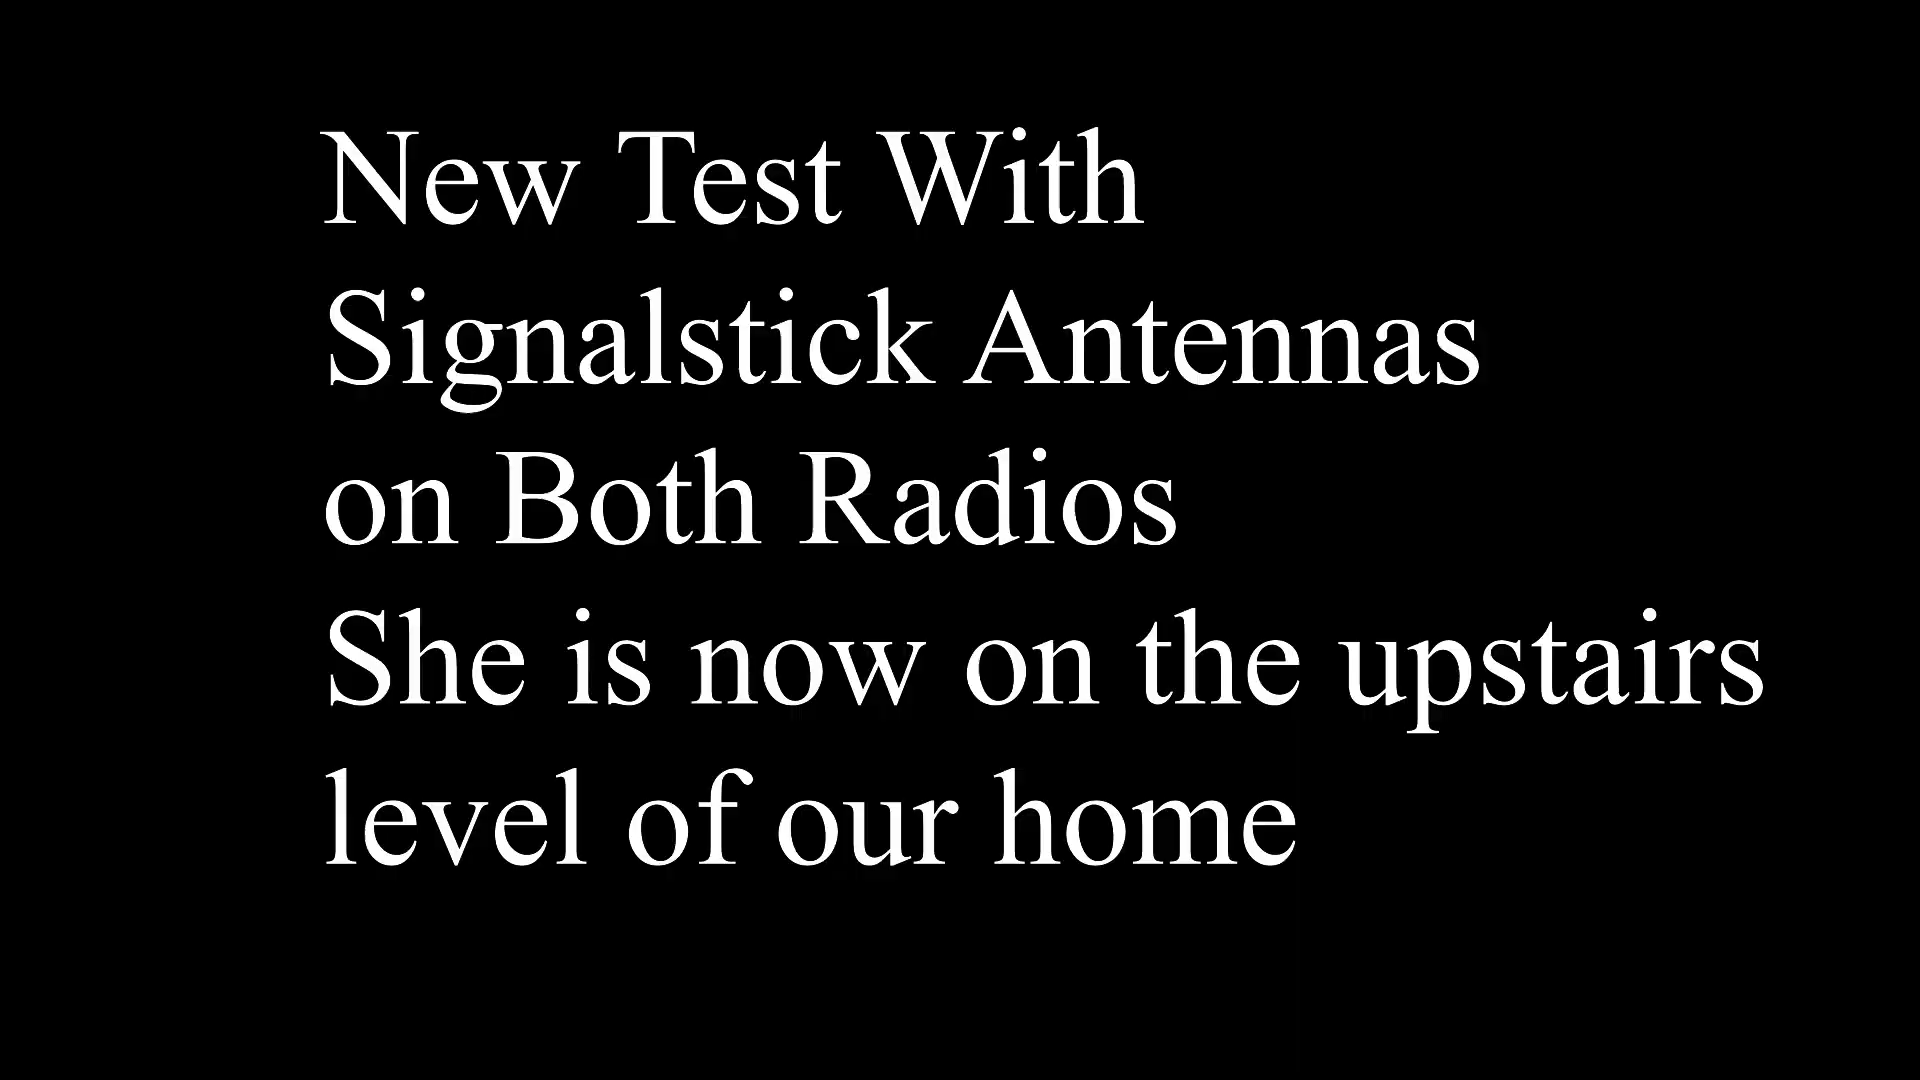 New Test With
Signalstick Antennas
on Both Radios
She is now on the upstairs
level of our home